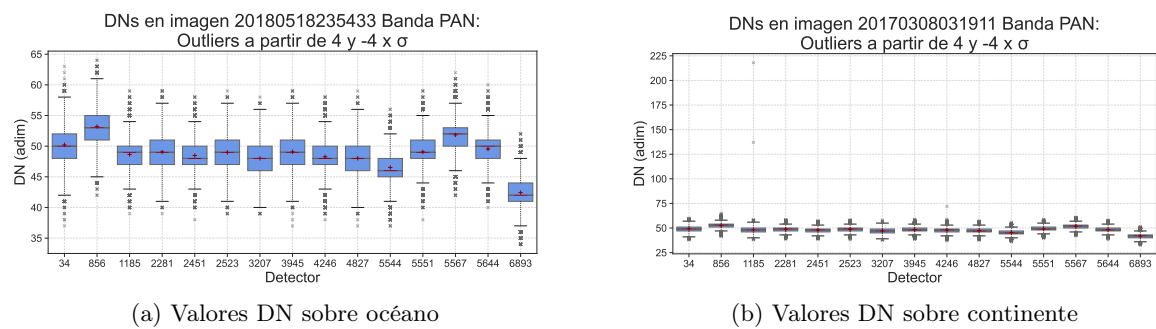 DNs en imagen 20180518235433 Banda PAN:
Outliers a partir de 4 y -4 x σ
65
60
55
50
45
40
35
DN (adim)
34 856 1185 2281 2451 2523 3207 3945 4246 4827 5544 5551 5567 5644 6893
Detector
(a) Valores DN sobre océano
DNs en imagen 20170308031911 Banda PAN:
Outliers a partir de 4 y -4 x σ
225
200
175
150
125
100
75
50
25
DN (adim)
34 856 1185 2281 2451 2523 3207 3945 4246 4827 5544 5551 5567 5644 6893
Detector
(b) Valores DN sobre continente